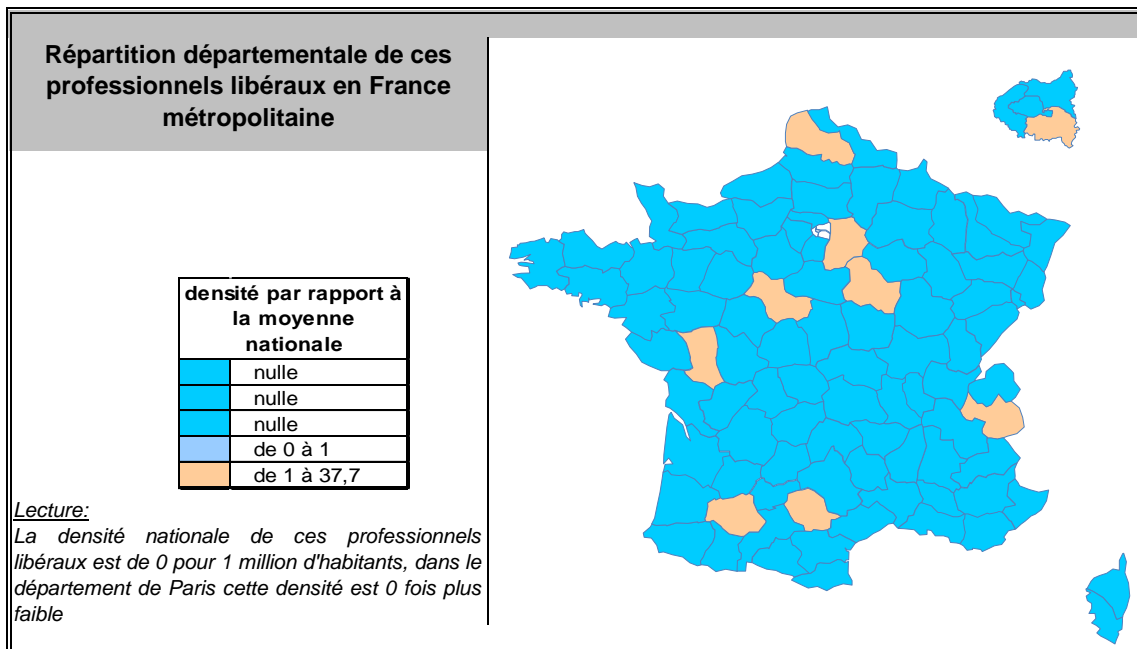 Répartition départementale de ces
professionnels libéraux en France
métropolitaine
densité par rapport à
la moyenne
nationale
nulle
nulle
nulle
de 0 à 1
de 1 à 37,7
Lecture:
La densité nationale de ces professionnels
libéraux est de 0 pour 1 million d'habitants, dans le
département de Paris cette densité est 0 fois plus
faible